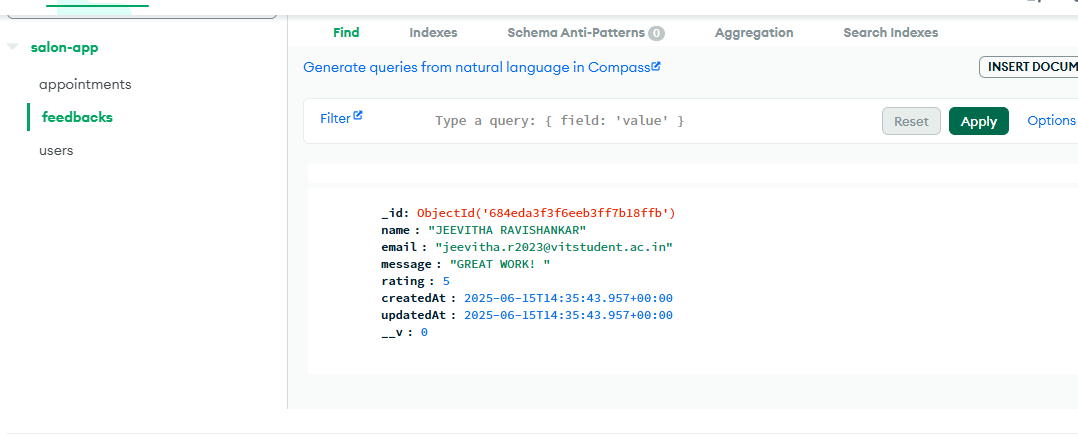 salon-app
appointments
feedbacks
users
Find Indexes Schema Anti-Patterns 0 Aggregation Search Indexes
Generate queries from natural language in Compass
INSERT DOCUM
Filter Type a query: { field: 'value' } Reset Apply Options
_id: ObjectId('684eda3f3f6eeb3ff7b18ffb')
name : "JEEVITHA RAVISHANKAR"
email : "jeevitha.r2023@vitstudent.ac.in"
message : "GREAT WORK! "
rating : 5
createdAt : 2025-06-15T14:35:43.957+00:00
updatedAt : 2025-06-15T14:35:43.957+00:00
__v : 0